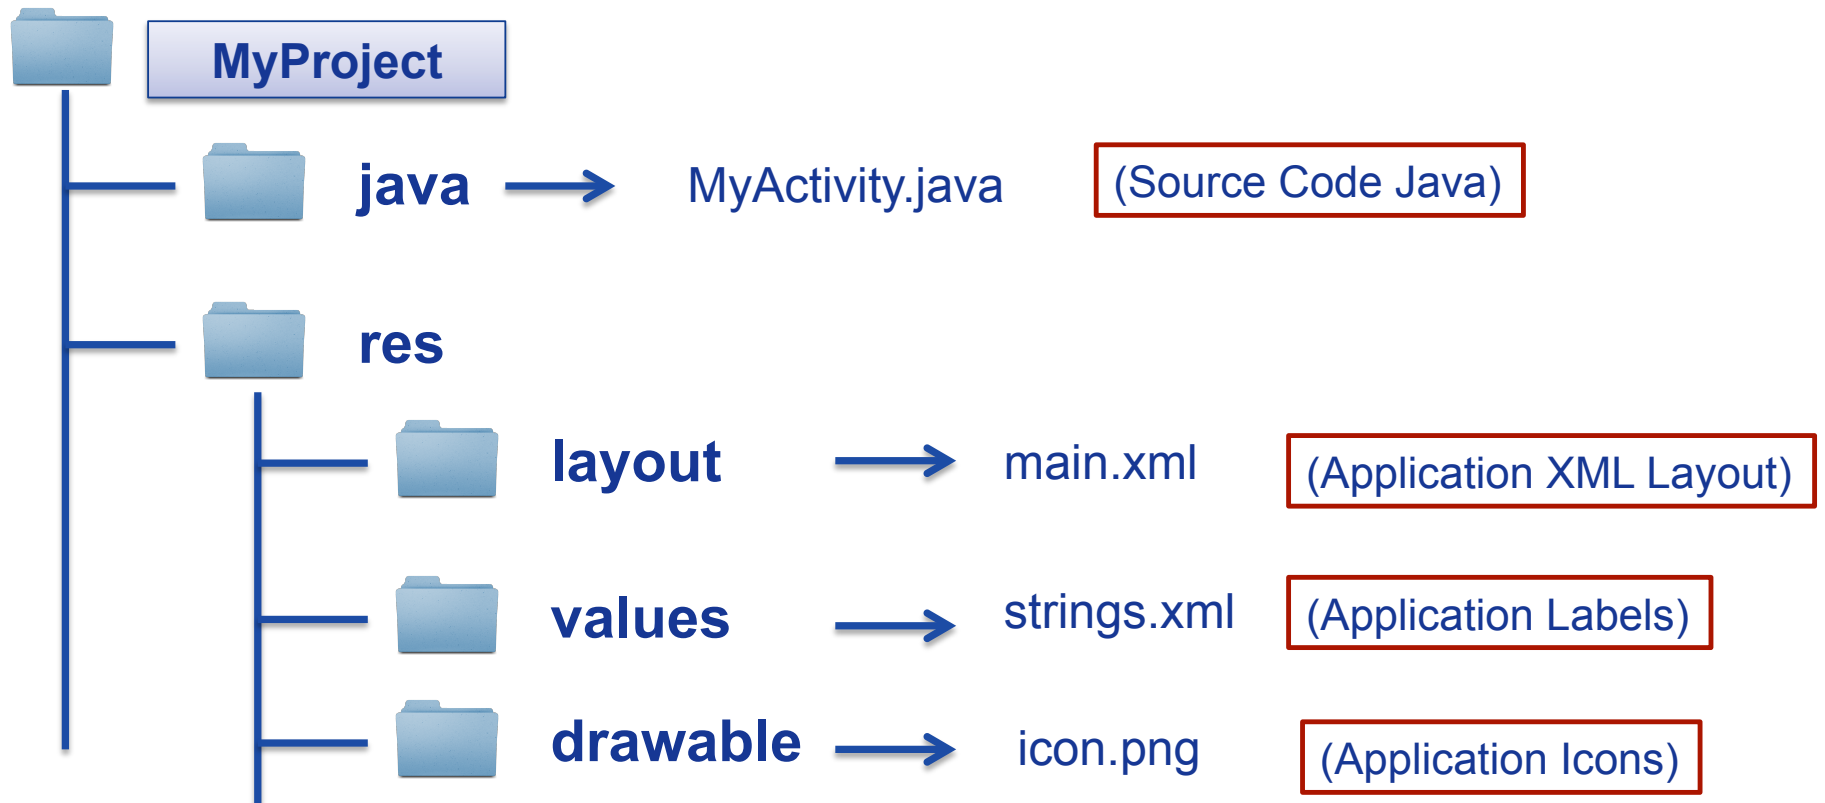 MyProject
java MyActivity.java (Source Code Java)
res
layout main.xml (Application XML Layout)
values strings.xml (Application Labels)
drawable icon.png (Application Icons)